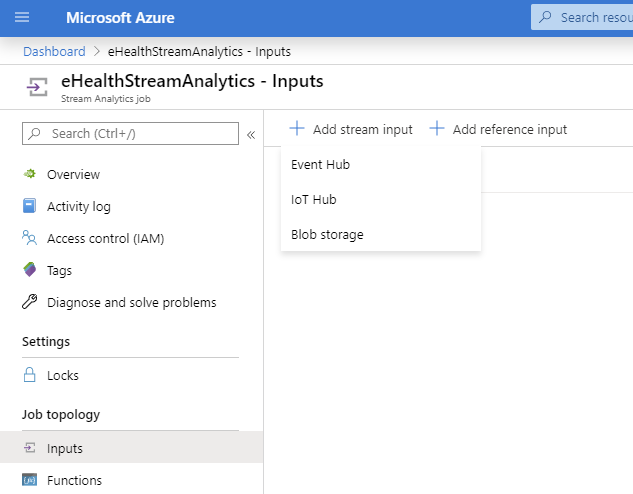 Microsoft Azure
Search resou
Dashboard > eHealthStreamAnalytics - Inputs
eHealthStreamAnalytics - Inputs
Stream Analytics job
Search (Ctrl+/)
«
Overview
Activity log
Access control (IAM)
Tags
Diagnose and solve problems
Settings
Locks
Job topology
Inputs
Functions
+ Add stream input + Add reference input
Event Hub
IoT Hub
Blob storage